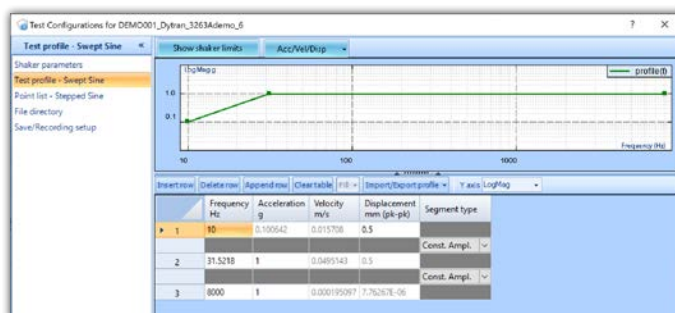 Test Configurations for DEMO001_Dytran_3263Ademo_6
Test profile - Swept Sine «
Show shaker limits Acc/Vel/Disp
Shaker parameters
Test profile - Swept Sine
Point list - Stepped Sine
File directory
Save/Recording setup
LogMag g
profile(f)
1.0
0.1
Frequency (Hz)
10 100 1000
Insert row Delete row Append row Clear table Fill Import/Export profile Y axis LogMag
Frequency Hz Acceleration g Velocity m/s Displacement mm (pk-pk) Segment type
1 10 0.100642 0.015708 0.5
Const. Ampl.
2 31.5218 1 0.0495143 0.5
Const. Ampl.
3 8000 1 0.000195097 7.76267E-06